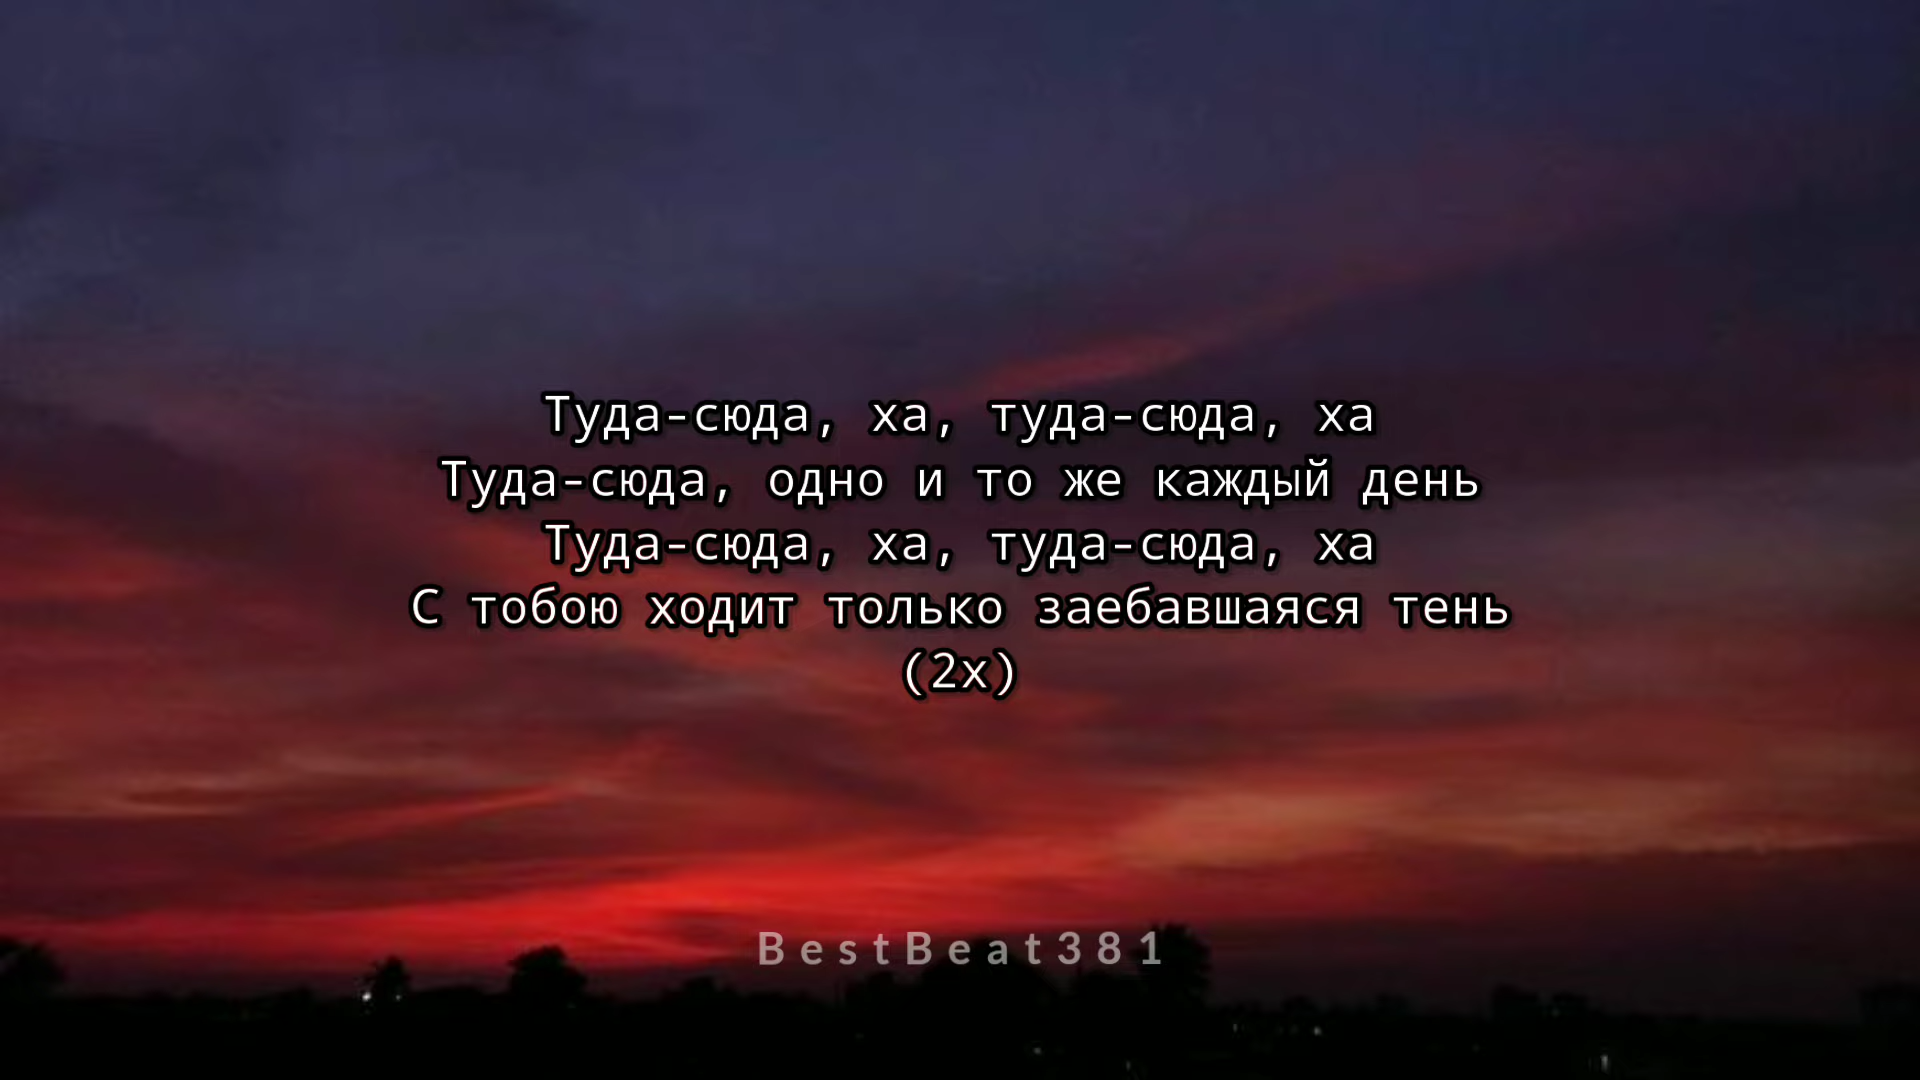 Туда-сюда, ха, туда-сюда, ха
Туда-сюда, одно и то же каждый день
Туда-сюда, ха, туда-сюда, ха
С тобою ходит только заебавшаяся тень
(2x)
BestBeat381